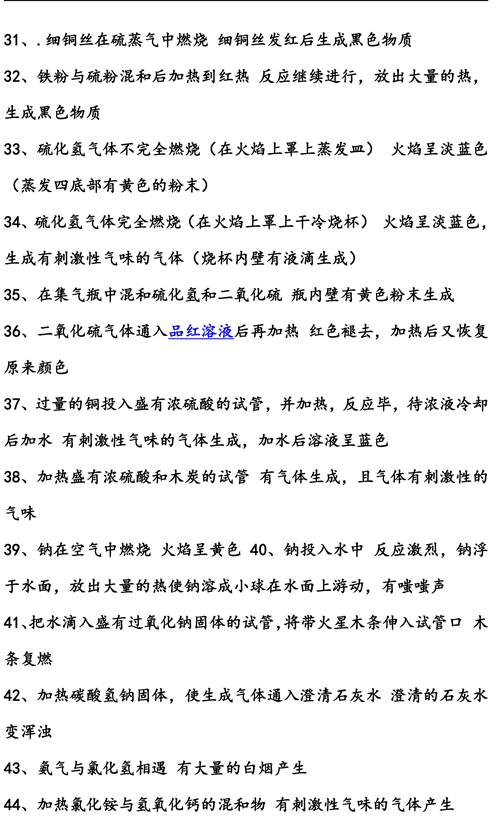 31、.细铜丝在硫蒸气中燃烧 细铜丝发红后生成黑色物质
32、铁粉与硫粉混和后加热到红热 反应继续进行，放出大量的热，
生成黑色物质
33、硫化氢气体不完全燃烧（在火焰上罩上蒸发皿） 火焰呈淡蓝色
（蒸发四底部有黄色的粉末）
34、硫化氢气体完全燃烧（在火焰上罩上干冷烧杯） 火焰呈淡蓝色，
生成有刺激性气味的气体（烧杯内壁有液滴生成）
35、在集气瓶中混和硫化氢和二氧化硫 瓶内壁有黄色粉末生成
36、二氧化硫气体通入品红溶液后再加热 红色褪去，加热后又恢复
原来颜色
37、过量的铜投入盛有浓硫酸的试管，并加热，反应毕，待浓液冷却
后加水 有刺激性气味的气体生成，加水后溶液呈蓝色
38、加热盛有浓硫酸和木炭的试管 有气体生成，且气体有刺激性的
气味
39、钠在空气中燃烧 火焰呈黄色 40、钠投入水中 反应激烈，钠浮
于水面，放出大量的热使钠溶成小球在水面上游动，有嗤嗤声
41、把水滴入盛有过氧化钠固体的试管，将带火星木条伸入试管口 木
条复燃
42、加热碳酸氢钠固体，使生成气体通入澄清石灰水 澄清的石灰水
变浑浊
43、氨气与氯化氢相遇 有大量的白烟产生
44、加热氯化铵与氢氧化钙的混和物 有刺激性气味的气体产生